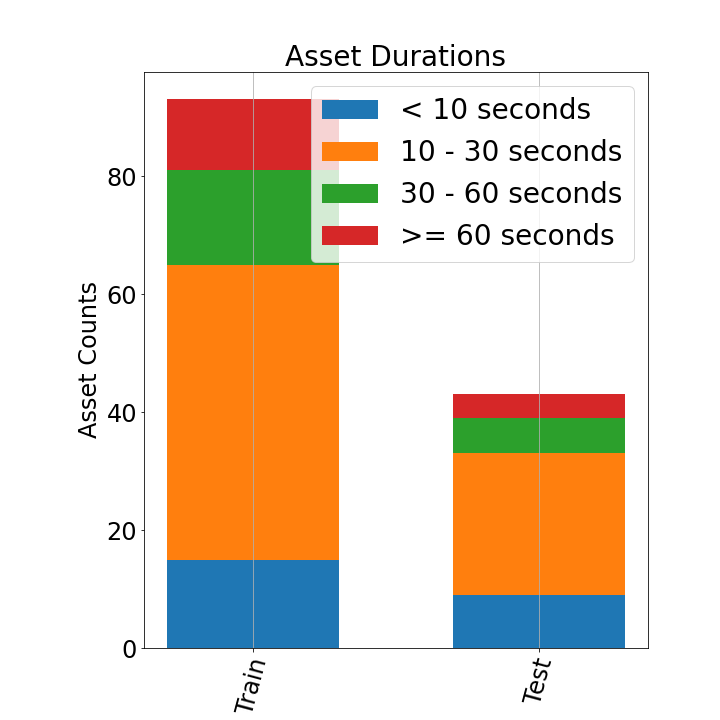 Asset Durations
< 10 seconds
10 - 30 seconds
30 - 60 seconds
>= 60 seconds
Asset Counts
80
60
40
20
0
Train
Test